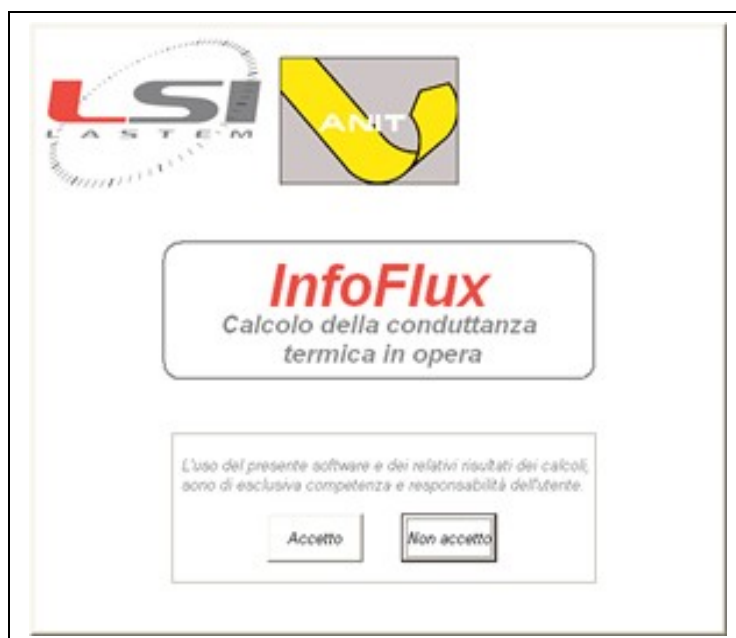 LSI
LASTEM
ANIT
InfoFlux
Calcolo della conduttanza
termica in opera
L'uso del presente software e dei relativi risultati dei calcoli,
sono di esclusiva competenza e responsabilità dell'utente.
Accetto
Non accetto